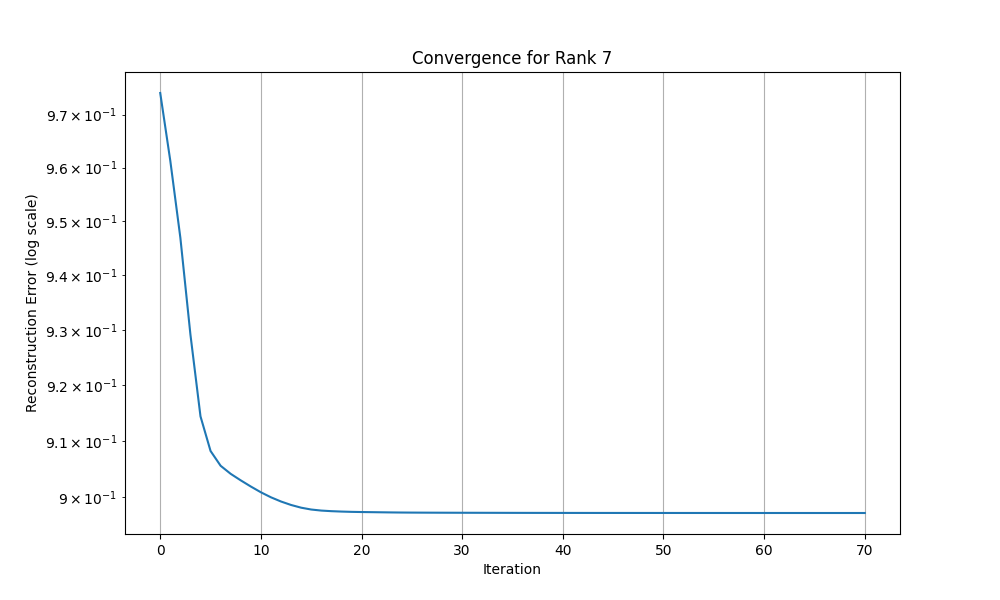 Convergence for Rank 7
Reconstruction Error (log scale)
9.7 × 10⁻¹
9.6 × 10⁻¹
9.5 × 10⁻¹
9.4 × 10⁻¹
9.3 × 10⁻¹
9.2 × 10⁻¹
9.1 × 10⁻¹
9 × 10⁻¹
0 10 20 30 40 50 60 70
Iteration